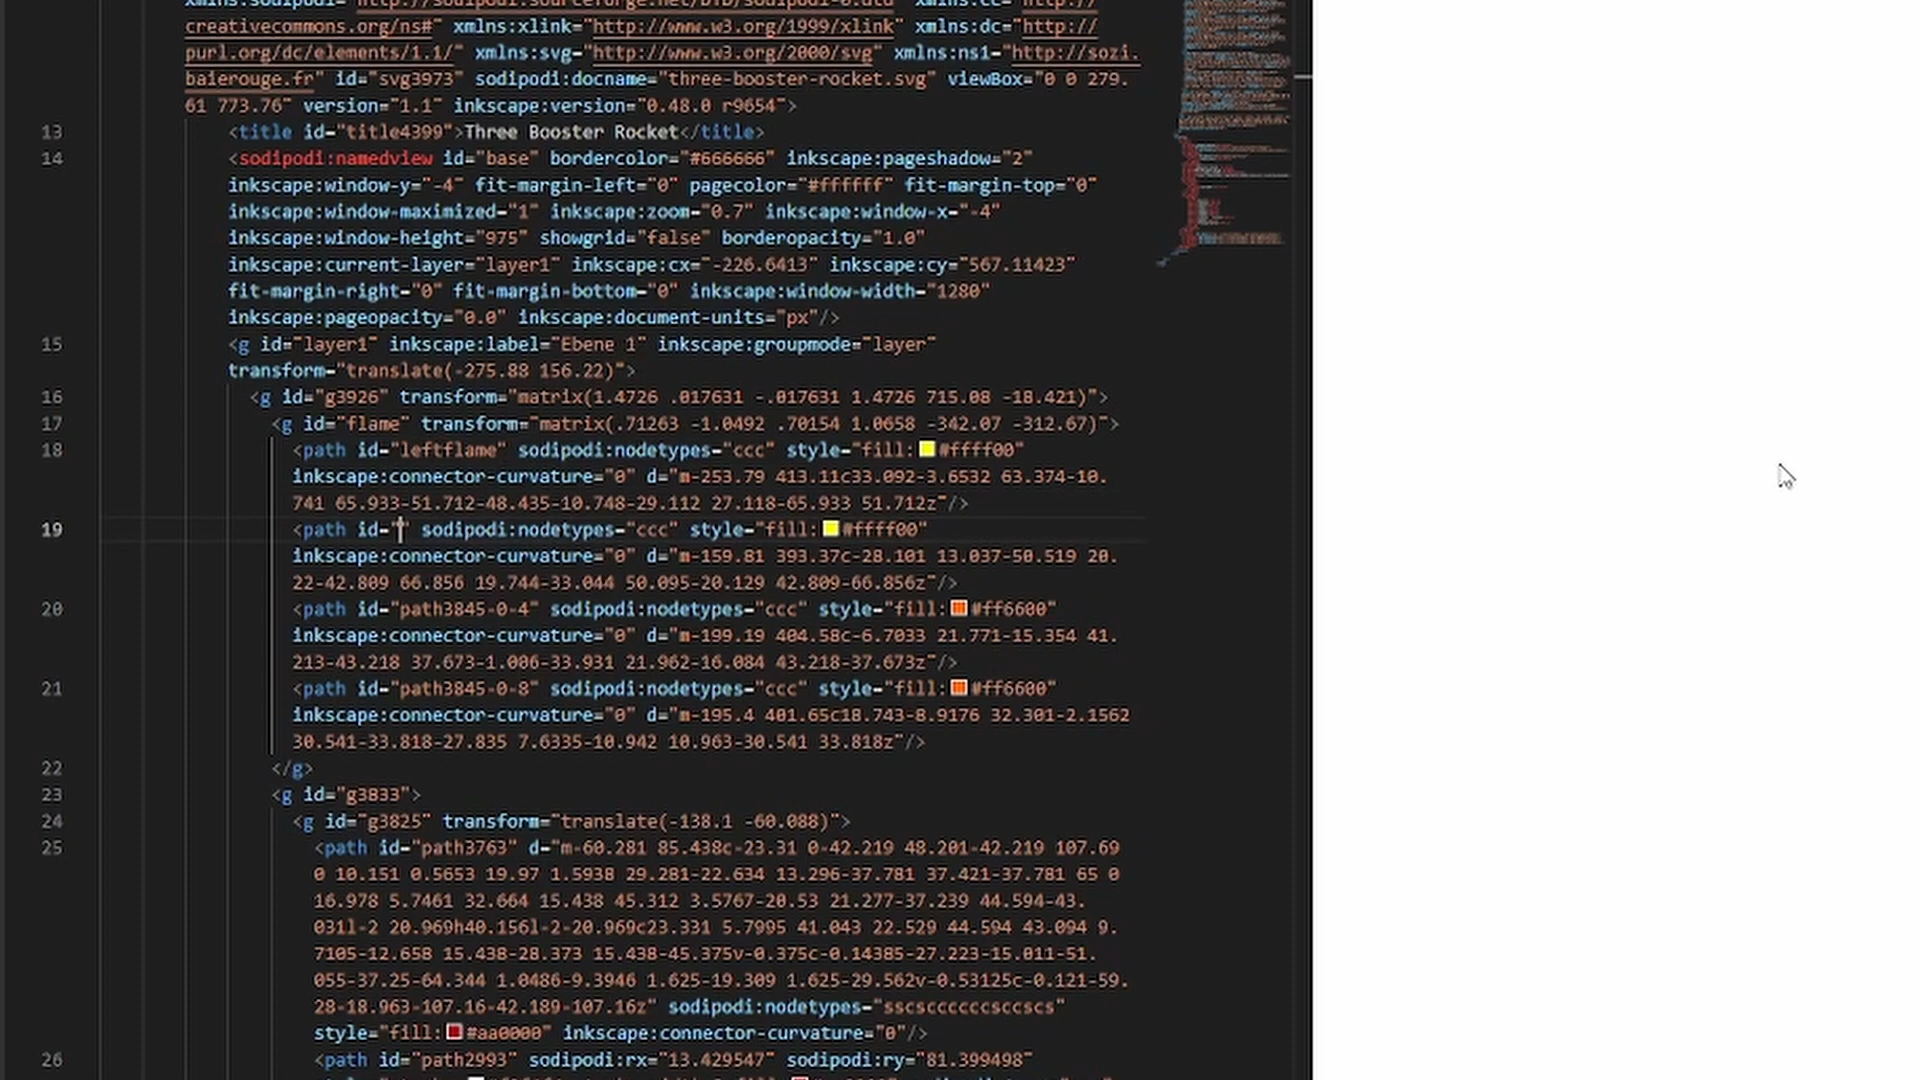 xmlns:sodipodi="http://sodipodi.sourceforge.net/DTD/sodipodi-0.dtd" xmlns:cc="http://
creativecommons.org/ns#" xmlns:xlink="http://www.w3.org/1999/xlink" xmlns:dc="http://
purl.org/dc/elements/1.1/" xmlns:svg="http://www.w3.org/2000/svg" xmlns:ns1="http://sozi.
baierouge.fr" id="svg3973" sodipodi:docname="three-booster-rocket.svg" viewBox="0 0 279.
61 773.76" version="1.1" inkscape:version="0.48.0 r9654">
13 <title id="title4399">Three Booster Rocket</title>
14 <sodipodi:namedview id="base" bordercolor="#666666" inkscape:pageshadow="2"
inkscape:window-y="-4" fit-margin-left="0" pagecolor="#ffffff" fit-margin-top="0"
inkscape:window-maximized="1" inkscape:zoom="0.7" inkscape:window-x="-4"
inkscape:window-height="975" showgrid="false" borderopacity="1.0"
inkscape:current-layer="layer1" inkscape:cx="-226.6413" inkscape:cy="567.11423"
fit-margin-right="0" fit-margin-bottom="0" inkscape:window-width="1280"
inkscape:pageopacity="0.0" inkscape:document-units="px"/>
15 <g id="layer1" inkscape:label="Ebene 1" inkscape:groupmode="layer"
transform="translate(-275.88 156.22)">
16 <g id="g3926" transform="matrix(1.4726 .017631 -.017631 1.4726 715.08 -18.421)">
17 <g id="flame" transform="matrix(.71263 -1.0492 .70154 1.0658 -342.07 -312.67)">
18 <path id="leftflame" sodipodi:nodetypes="ccc" style="fill:#ffff00"
inkscape:connector-curvature="0" d="m-253.79 413.11c33.092-3.6532 63.374-10.
741 65.933-51.712-48.435-10.748-29.112 27.118-65.933 51.712z"/>
19 <path id="" sodipodi:nodetypes="ccc" style="fill:#ffff00"
inkscape:connector-curvature="0" d="m-159.81 393.37c-28.101 13.037-50.519 20.
22-42.809 66.856 19.744-33.044 50.095-20.129 42.809-66.856z"/>
20 <path id="path3845-0-4" sodipodi:nodetypes="ccc" style="fill:#ff6600"
inkscape:connector-curvature="0" d="m-199.19 404.58c-6.7033 21.771-15.354 41.
213-43.218 37.673-1.006-33.931 21.962-16.084 43.218-37.673z"/>
21 <path id="path3845-0-8" sodipodi:nodetypes="ccc" style="fill:#ff6600"
inkscape:connector-curvature="0" d="m-195.4 401.65c18.743-8.9176 32.301-2.1562
30.541-33.818-27.835 7.6335-10.942 10.963-30.541 33.818z"/>
22 </g>
23 <g id="g3833">
24 <g id="g3825" transform="translate(-138.1 -60.088)">
25 <path id="path3763" d="m-60.281 85.438c-23.31 0-42.219 48.201-42.219 107.69
0 10.151 0.5653 19.97 1.5938 29.281-22.634 13.296-37.781 37.421-37.781 65 0
16.978 5.7461 32.664 15.438 45.312 3.5767-20.53 21.277-37.239 44.594-43.
031l-2 20.969h40.156l-2-20.969c23.331 5.7995 41.043 22.529 44.594 43.094 9.
7105-12.658 15.438-28.373 15.438-45.375v-0.375c-0.14385-27.223-15.011-51.
055-37.25-64.344 1.0486-9.3946 1.625-19.309 1.625-29.562v-0.53125c-0.121-59.
28-18.963-107.16-42.189-107.16z" sodipodi:nodetypes="sscsccccccsccscs"
style="fill:#aa0000" inkscape:connector-curvature="0"/>
26 <path id="path2993" sodipodi:rx="13.429547" sodipodi:ry="81.399498"